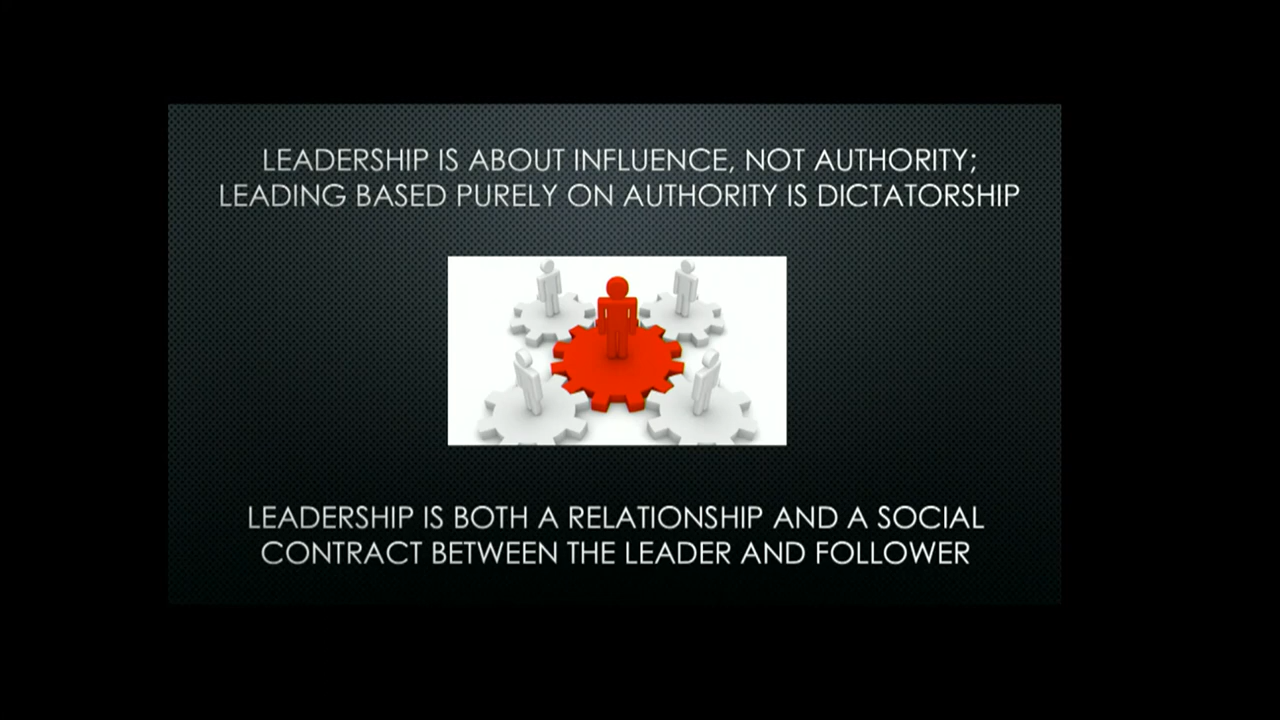 LEADERSHIP IS ABOUT INFLUENCE, NOT AUTHORITY;
LEADING BASED PURELY ON AUTHORITY IS DICTATORSHIP
LEADERSHIP IS BOTH A RELATIONSHIP AND A SOCIAL
CONTRACT BETWEEN THE LEADER AND FOLLOWER